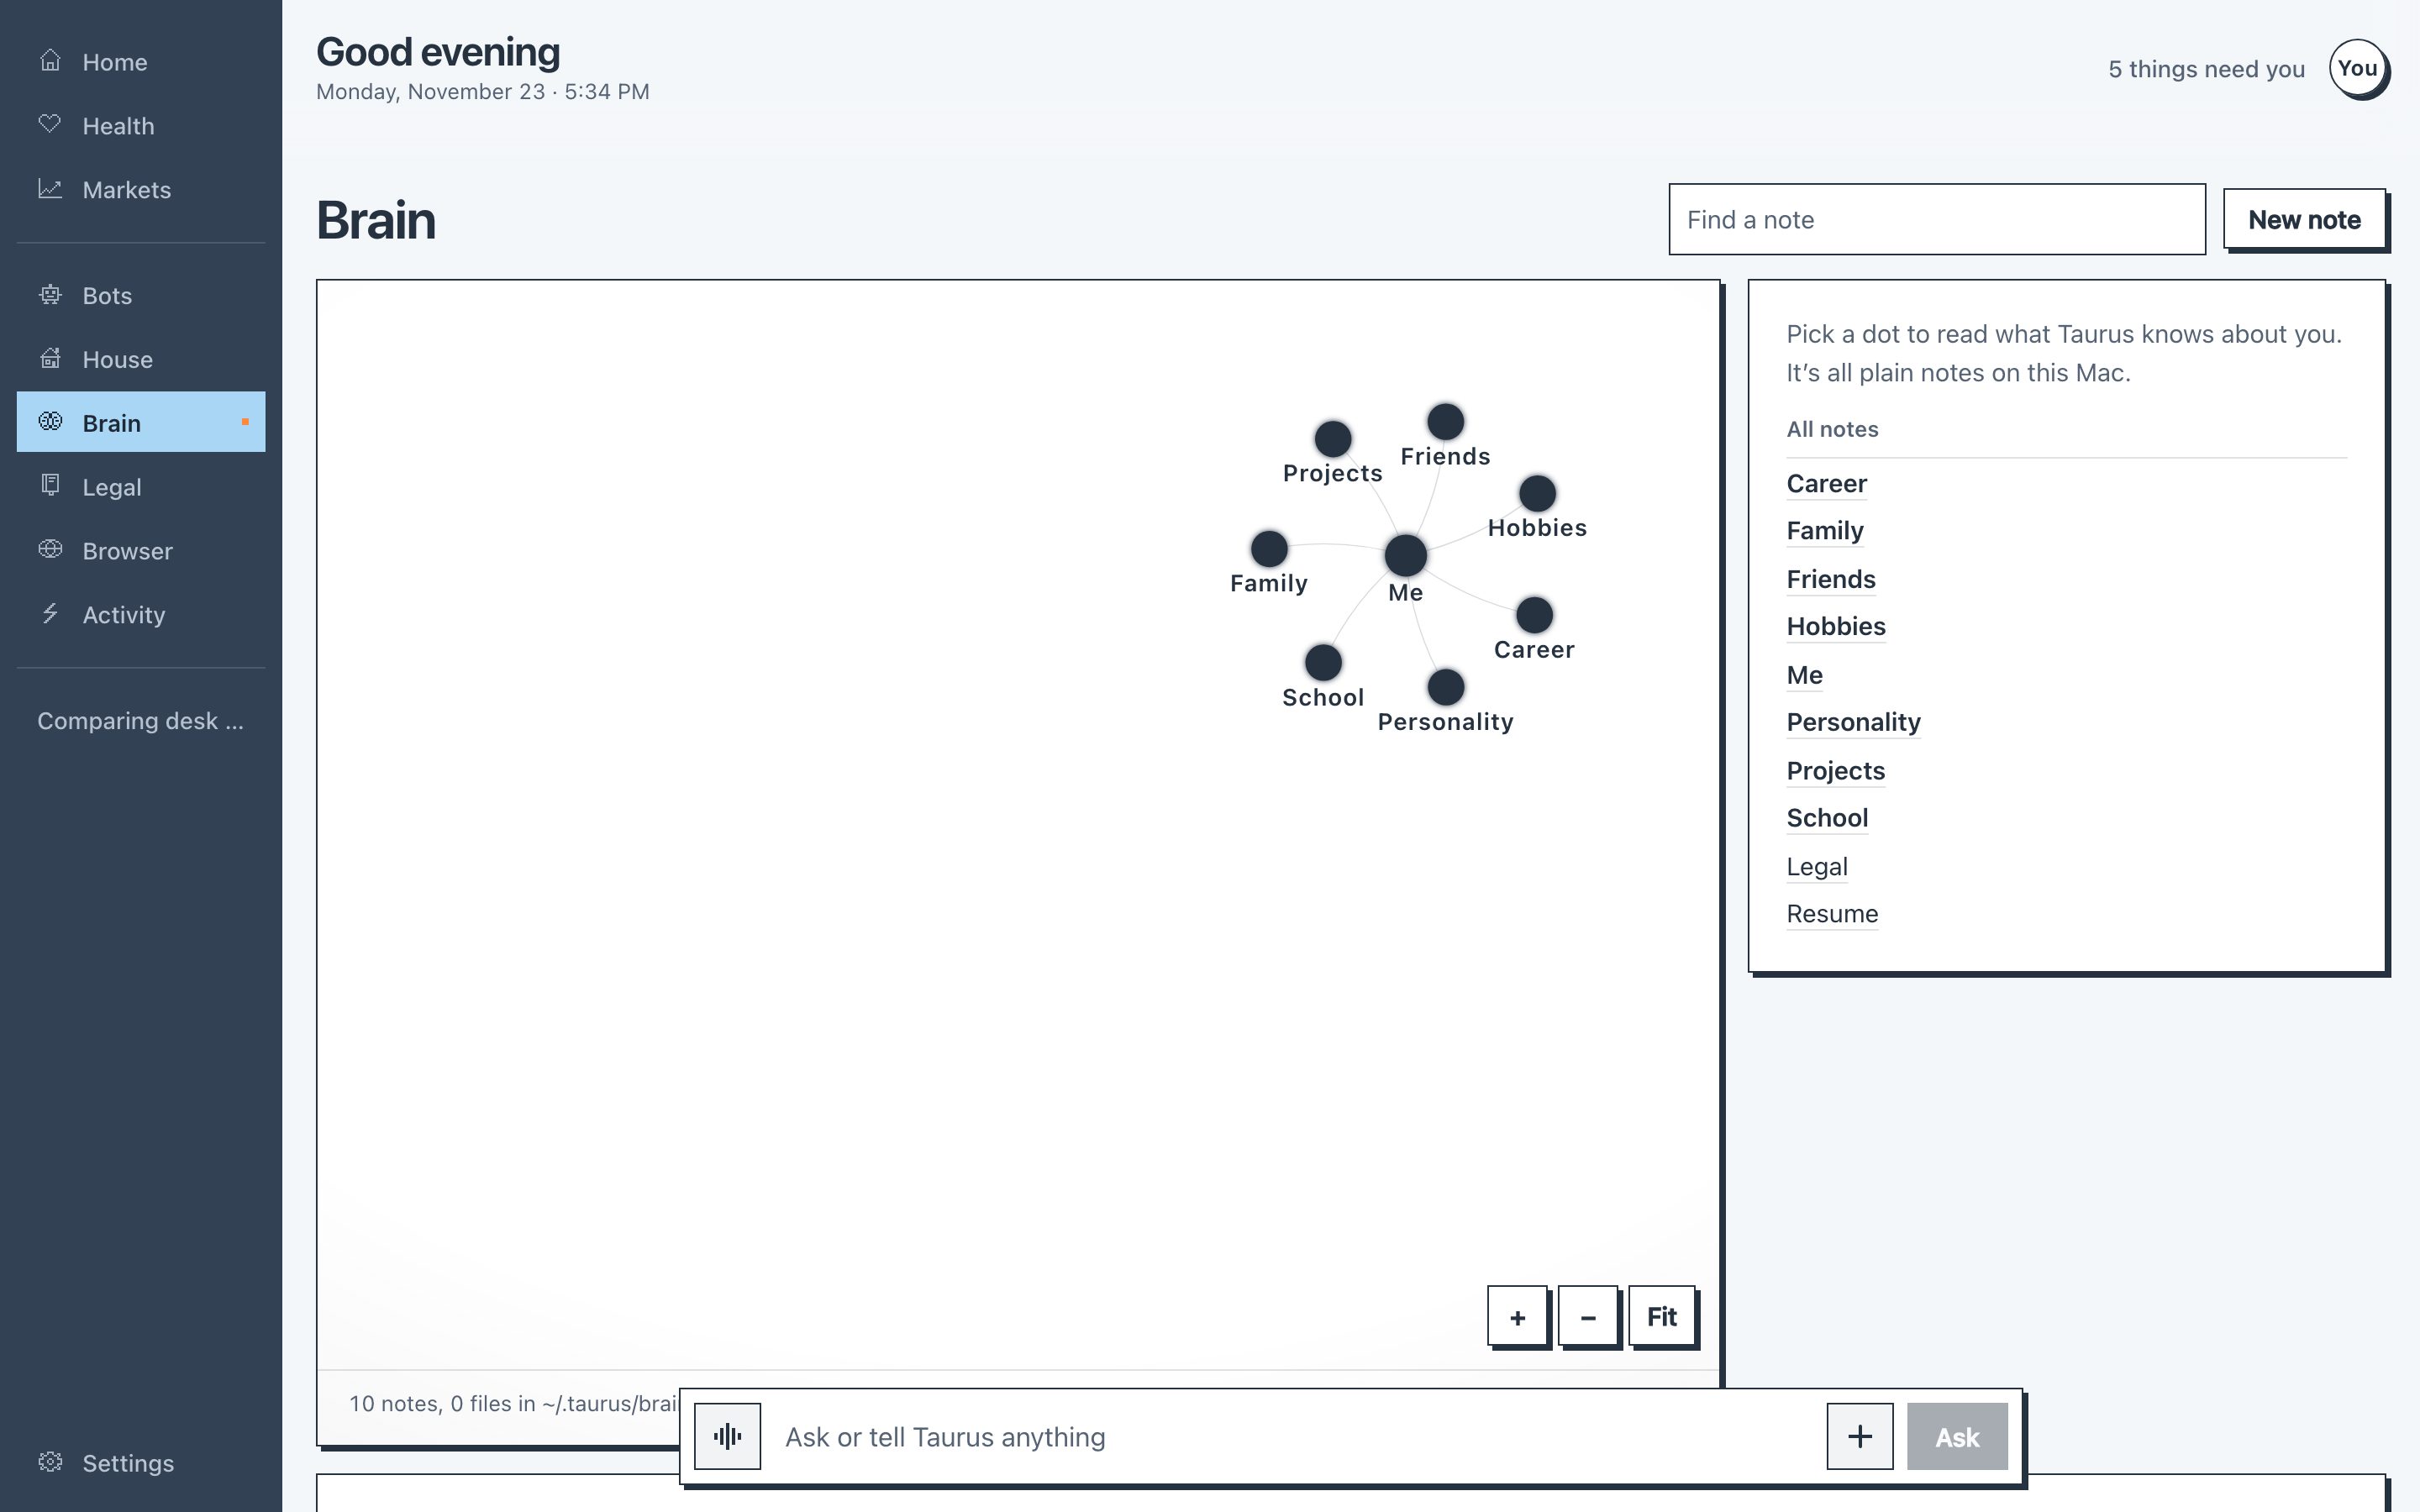 Home
Health
Markets
Bots
House
Brain
Legal
Browser
Activity
Comparing desk ...
Settings
Good evening
Monday, November 23 · 5:34 PM
5 things need you
You
Brain
Find a note
New note
Projects
Friends
Hobbies
Family
Me
Career
School
Personality
+
−
Fit
10 notes, 0 files in ~/.taurus/brai
Pick a dot to read what Taurus knows about you.
It’s all plain notes on this Mac.
All notes
Career
Family
Friends
Hobbies
Me
Personality
Projects
School
Legal
Resume
Ask or tell Taurus anything
+
Ask